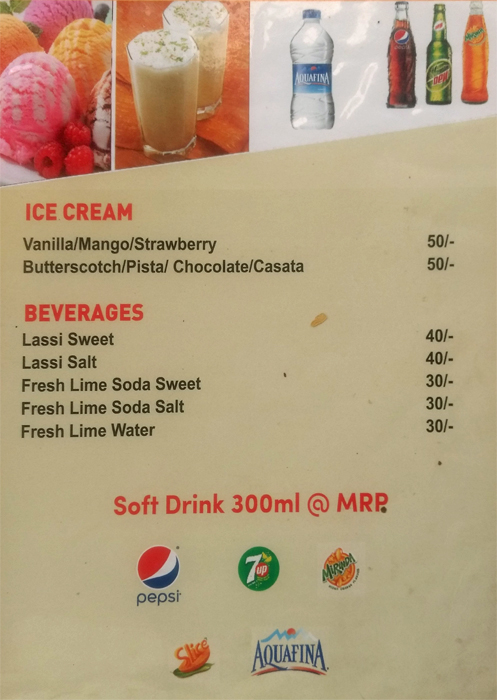 AQUAFINA
ICE CREAM
Vanilla/Mango/Strawberry 50/-
Butterscotch/Pista/ Chocolate/Casata 50/-
BEVERAGES
Lassi Sweet 40/-
Lassi Salt 40/-
Fresh Lime Soda Sweet 30/-
Fresh Lime Soda Salt 30/-
Fresh Lime Water 30/-
Soft Drink 300ml @ MRP.
pepsi 7up Mirinda
Slice AQUAFINA